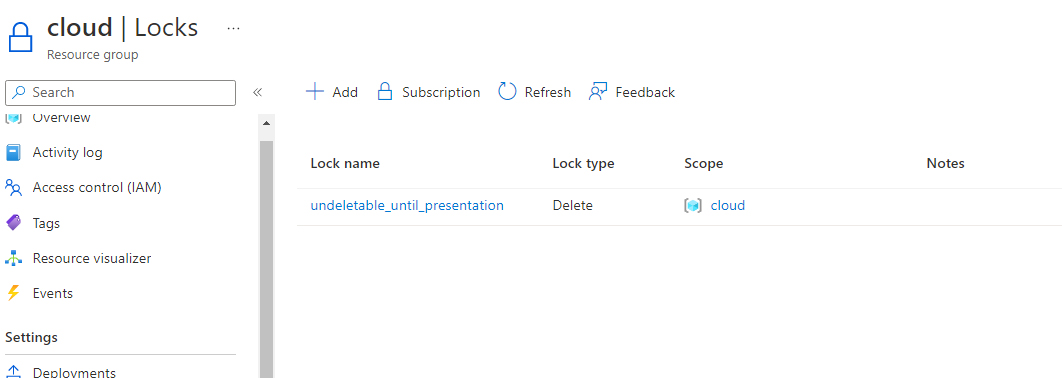 cloud | Locks ...
Resource group
Search
«
Add
Subscription
Refresh
Feedback
Overview
Activity log
Access control (IAM)
Tags
Resource visualizer
Events
Settings
Deployments
Lock name Lock type Scope Notes
undeletable_until_presentation Delete cloud